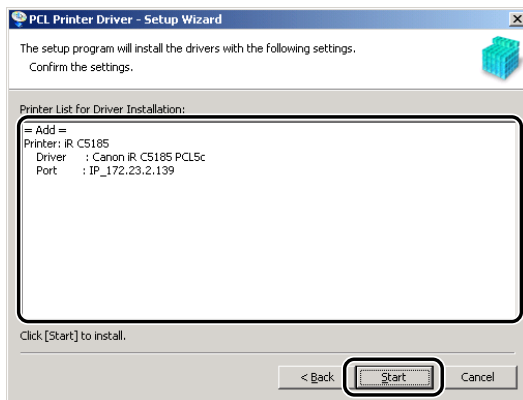 PCL Printer Driver - Setup Wizard
The setup program will install the drivers with the following settings.
Confirm the settings.
Printer List for Driver Installation:
= Add =
Printer: iR C5185
Driver : Canon iR C5185 PCL5c
Port : IP_172.23.2.139
Click [Start] to install.
< Back Start Cancel